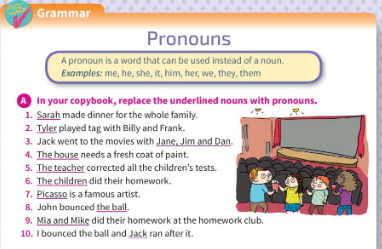 Grammar
Pronouns
A pronoun is a word that can be used instead of a noun.
Examples: me, he, she, it, him, her, we, they, them
A In your copybook, replace the underlined nouns with pronouns.
1. Sarah made dinner for the whole family.
2. Tyler played tag with Billy and Frank.
3. Jack went to the movies with Jane, Jim and Dan.
4. The house needs a fresh coat of paint.
5. The teacher corrected all the children's tests.
6. The children did their homework.
7. Picasso is a famous artist.
8. John bounced the ball.
9. Mia and Mike did their homework at the homework club.
10. I bounced the ball and Jack ran after it.